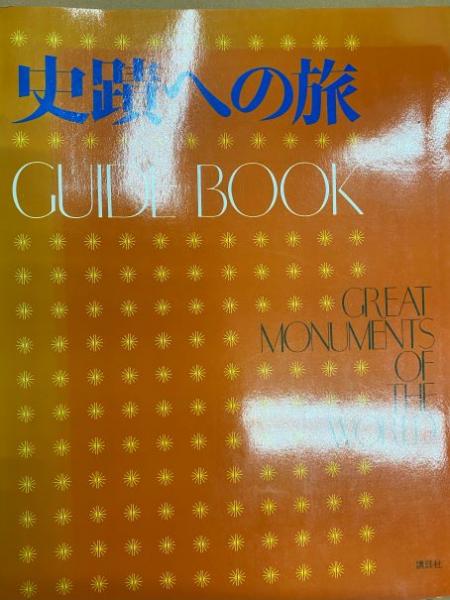 史蹟への旅
GUIDE BOOK
GREAT
MONUMENTS
OF
THE
WORLD
講談社